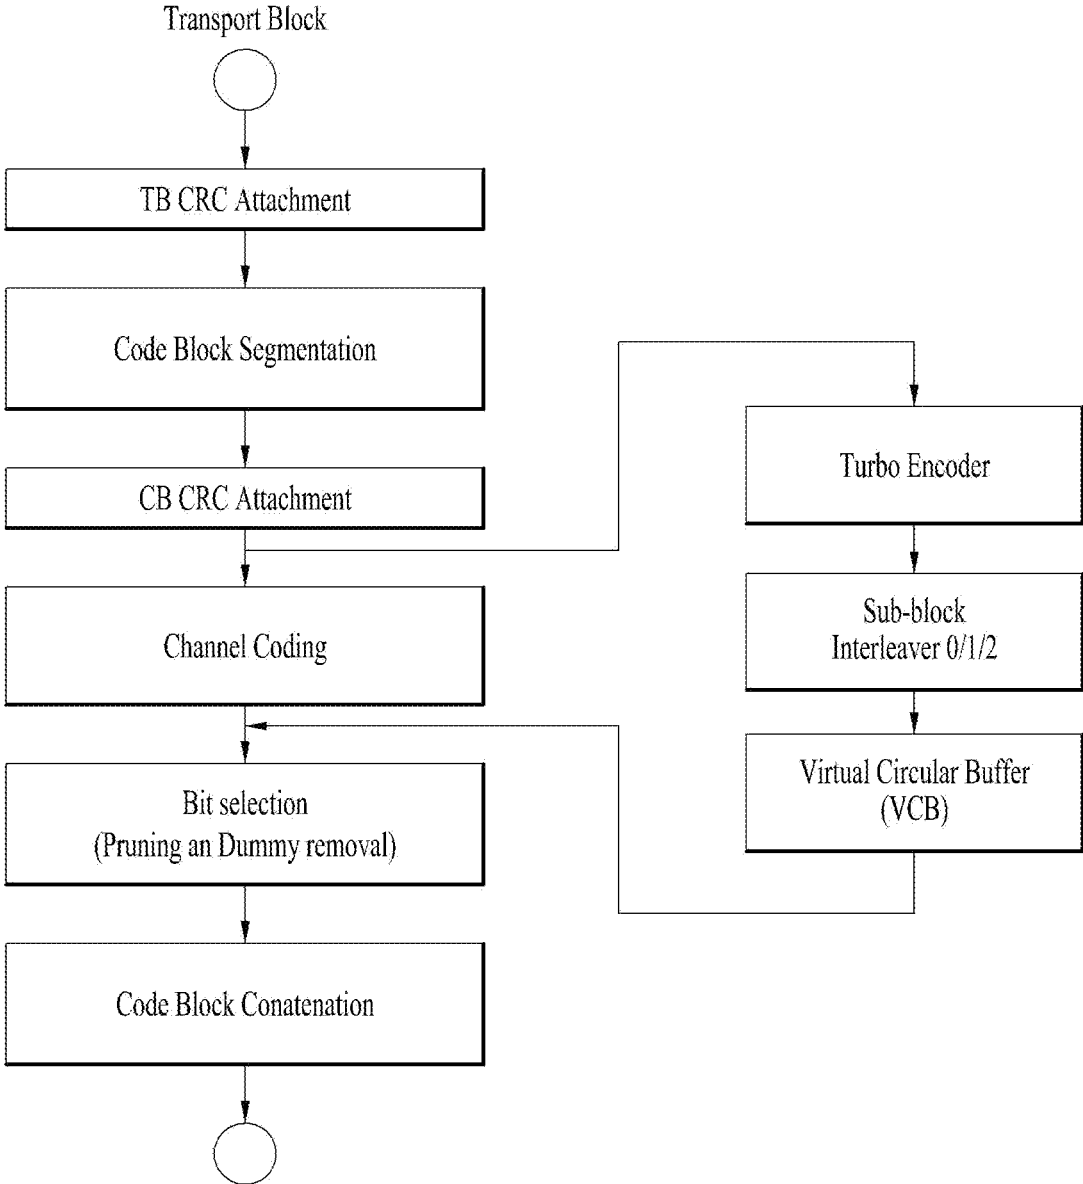 Transport Block
TB CRC Attachment
Code Block Segmentation
CB CRC Attachment
Channel Coding
Bit selection
(Pruning an Dummy removal)
Code Block Conatenation
Turbo Encoder
Sub-block
Interleaver 0/1/2
Virtual Circular Buffer
(VCB)